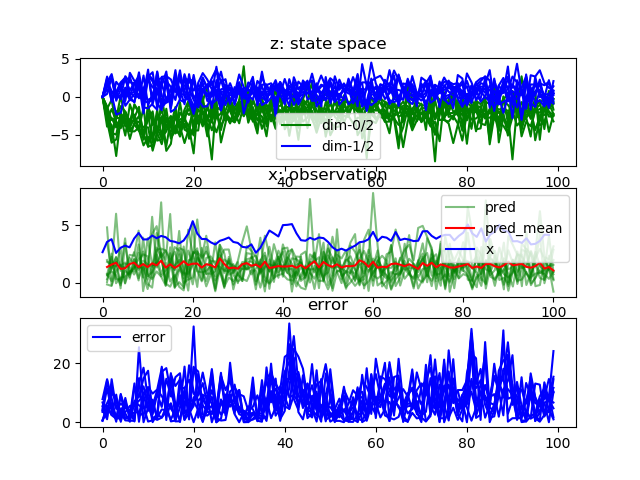 z: state space
5
0
−5
dim-0/2
dim-1/2
0
20
40
60
80
100
x: observation
5
0
pred
pred_mean
x
0
20
40
60
80
100
error
20
0
error
0
20
40
60
80
100